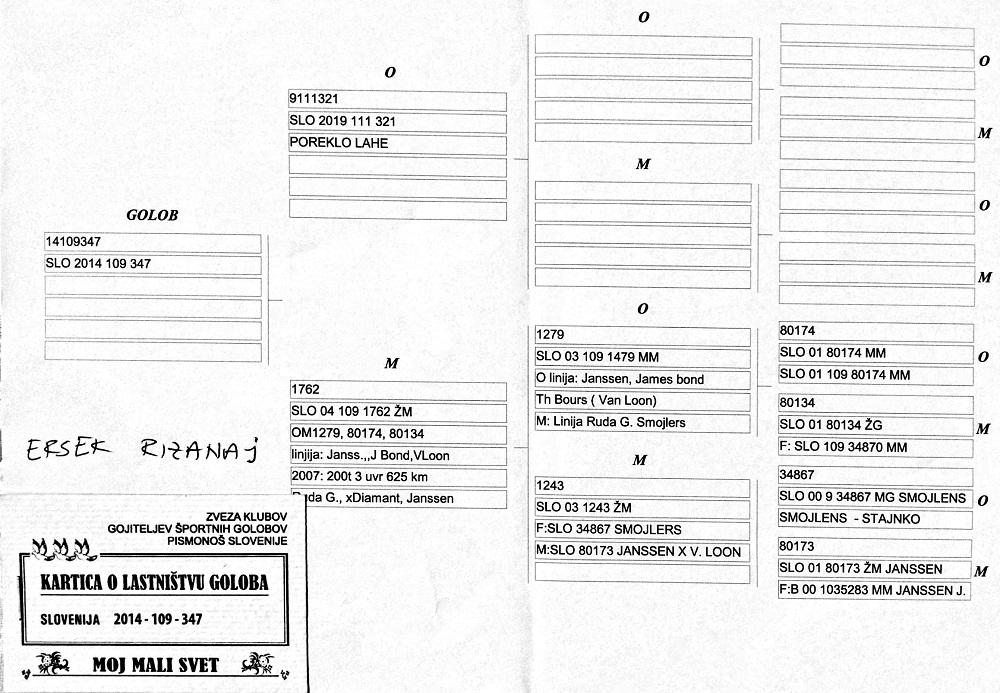 GOLOB
14109347
SLO 2014 109 347
O
9111321
SLO 2019 111 321
POREKLO LAHE
M
1762
SLO 04 109 1762 ŽM
OM1279, 80174, 80134
linjija: Janss.,,J Bond,VLoon
2007: 200t 3 uvr 625 km
Ruda G., xDiamant, Janssen
O
M
O
1279
SLO 03 109 1479 MM
O linija: Janssen, James bond
Th Bours ( Van Loon)
M: Linija Ruda G. Smojlers
M
1243
SLO 03 1243 ŽM
F:SLO 34867 SMOJLERS
M:SLO 80173 JANSSEN X V. LOON
O
M
O
M
80174
SLO 01 80174 MM
O
SLO 01 109 80174 MM
80134
SLO 01 80134 ŽG
M
F: SLO 109 34870 MM
34867
SLO 00 9 34867 MG SMOJLENS
O
SMOJLENS - STAJNKO
80173
SLO 01 80173 ŽM JANSSEN
M
F:B 00 1035283 MM JANSSEN J.
ERSEK RIZANAJ
ZVEZA KLUBOV
GOJITELJEV ŠPORTNIH GOLOBOV
PISMONOŠ SLOVENIJE
KARTICA O LASTNIŠTVU GOLOBA
SLOVENIJA 2014-109-347
MOJ MALI SVET